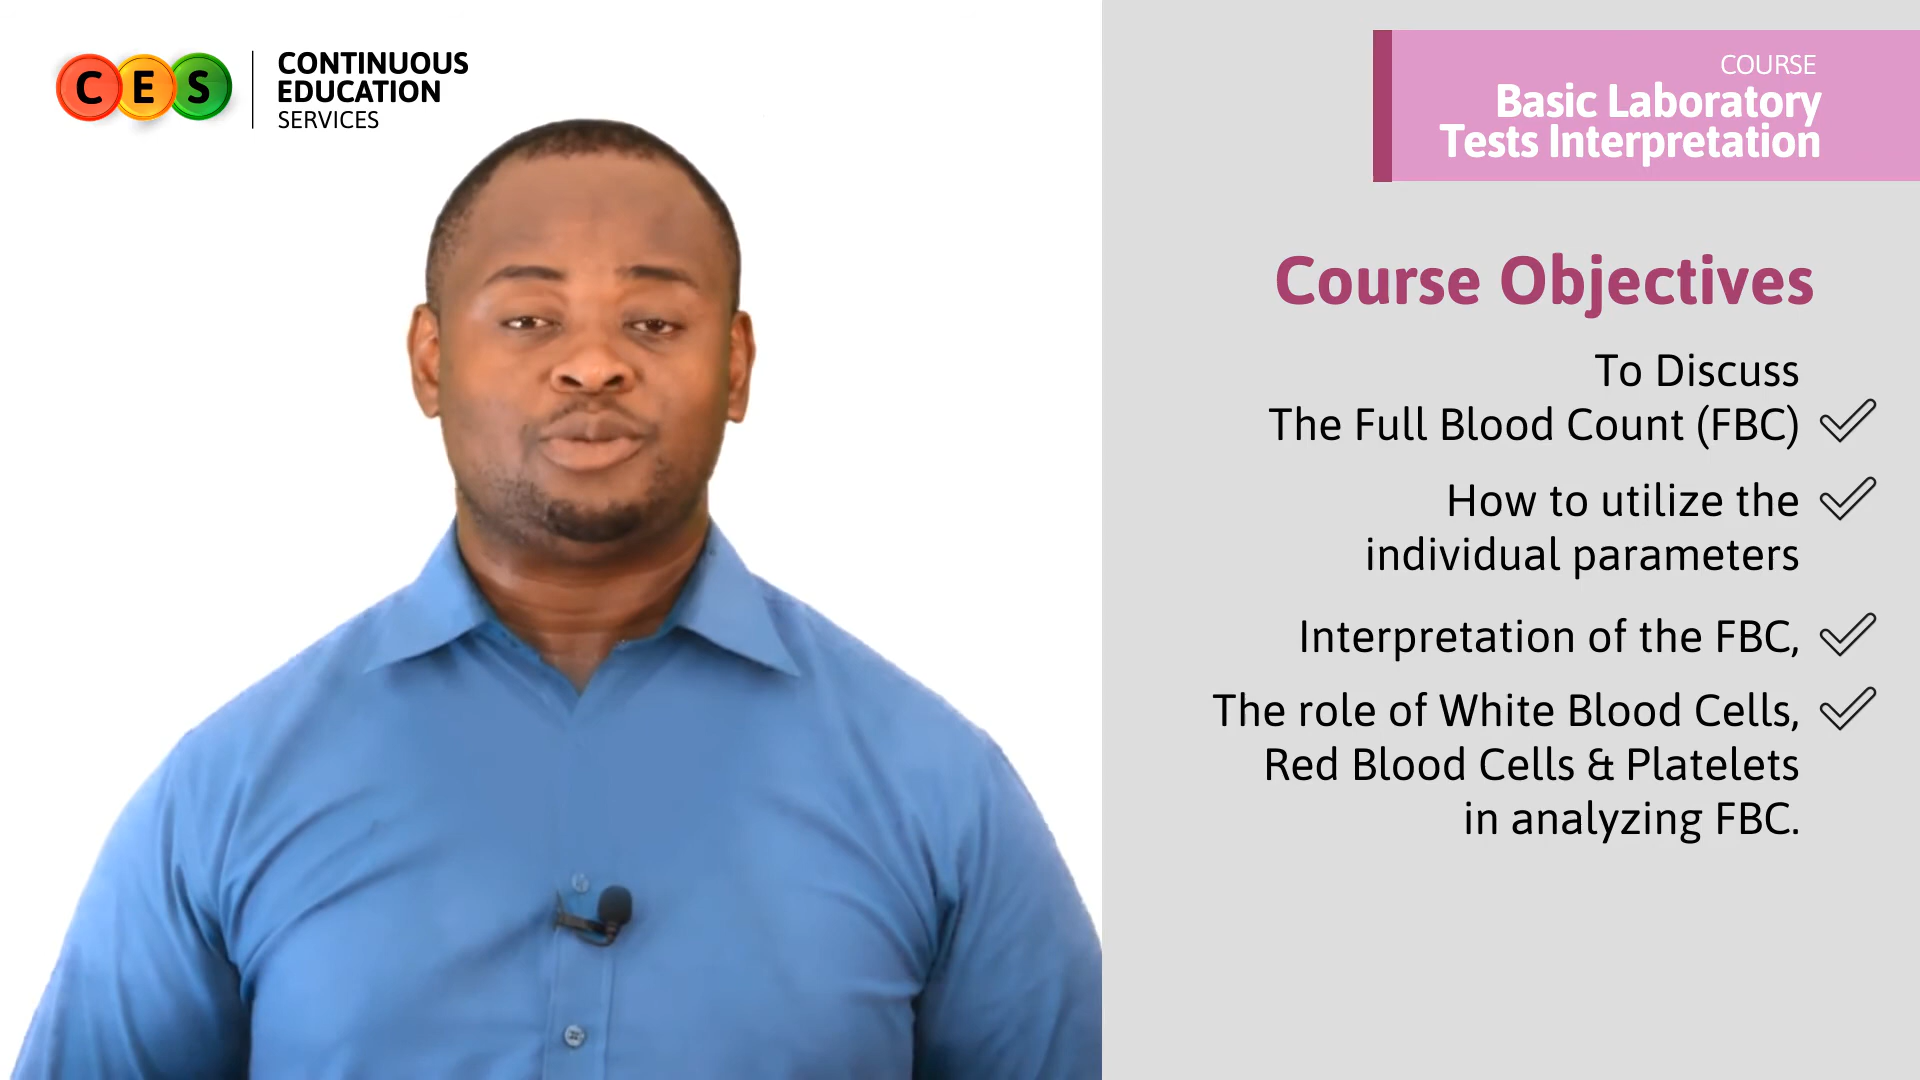 C E S
CONTINUOUS
EDUCATION
SERVICES
COURSE
Basic Laboratory
Tests Interpretation
Course Objectives
To Discuss
The Full Blood Count (FBC)
How to utilize the
individual parameters
Interpretation of the FBC,
The role of White Blood Cells,
Red Blood Cells & Platelets
in analyzing FBC.